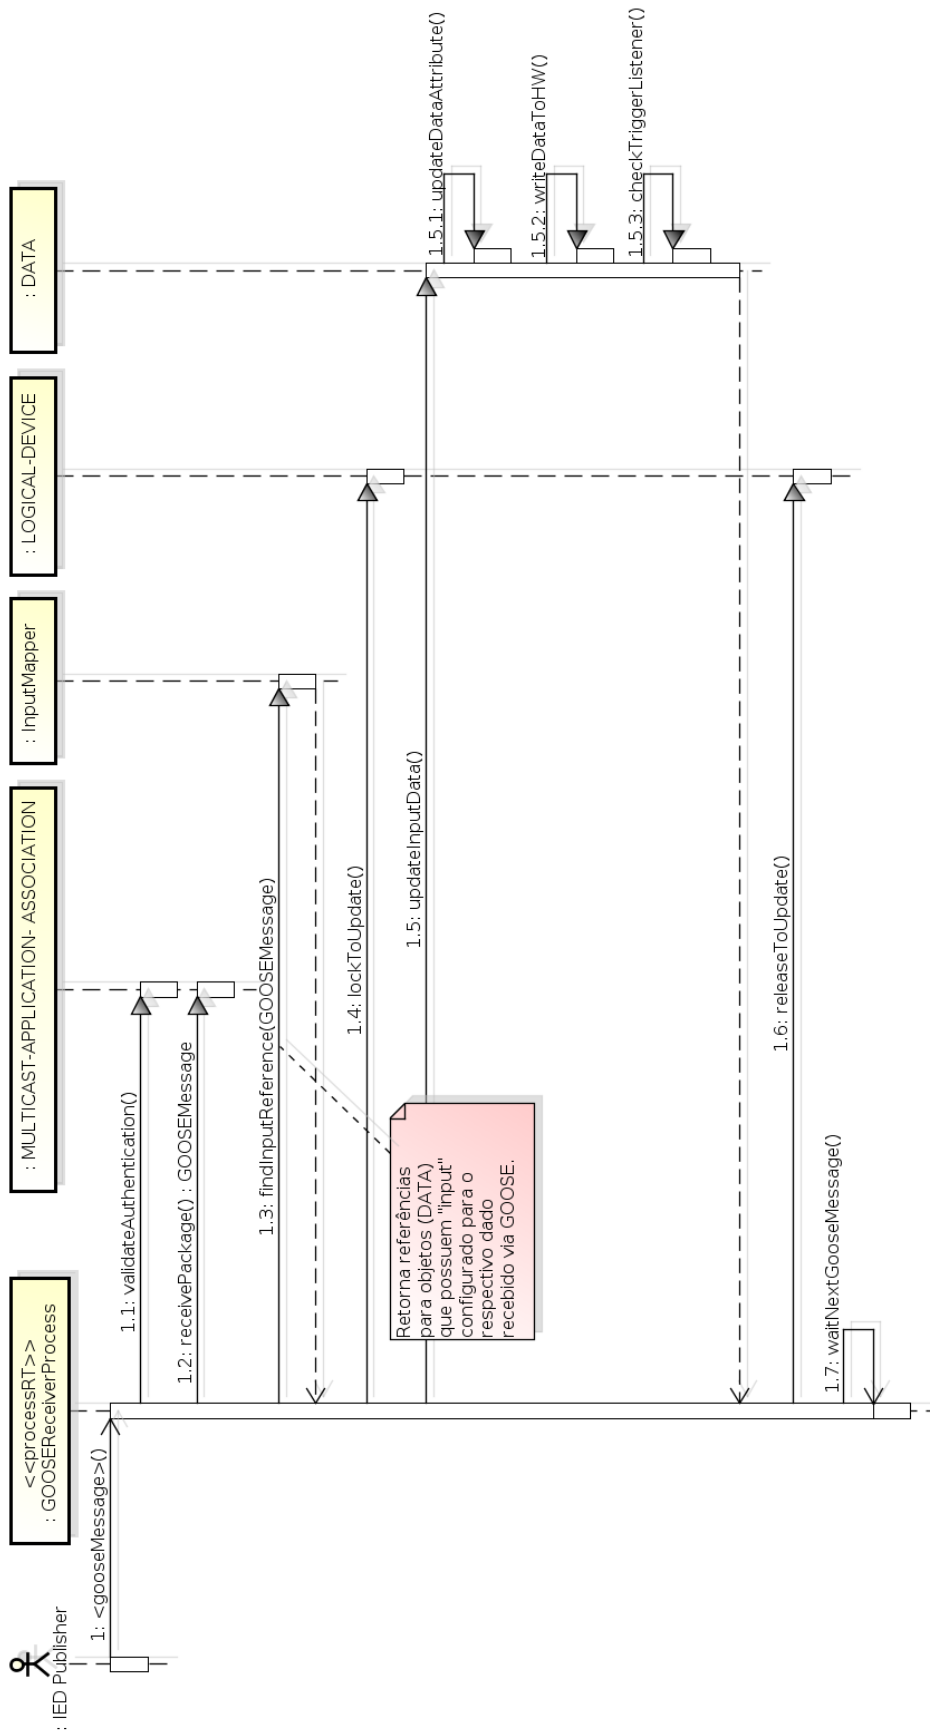 : IED Publisher
<<processRT>>
: GOOSEReceiverProcess
: MULTICAST-APPLICATION- ASSOCIATION
: InputMapper
: LOGICAL-DEVICE
: DATA
1: <gooseMessage>()
1.1: validateAuthentication()
1.2: receivePackage() : GOOSEMessage
1.3: findInputReference(GOOSEMessage)
1.4: lockToUpdate()
Retorna referências
para objetos (DATA)
que possuem "input"
configurado para o
respectivo dado
recebido via GOOSE.
1.5: updateInputData()
1.5.1: updateDataAttribute()
1.5.2: writeDataToHW()
1.5.3: checkTriggerListener()
1.6: releaseToUpdate()
1.7: waitNextGooseMessage()